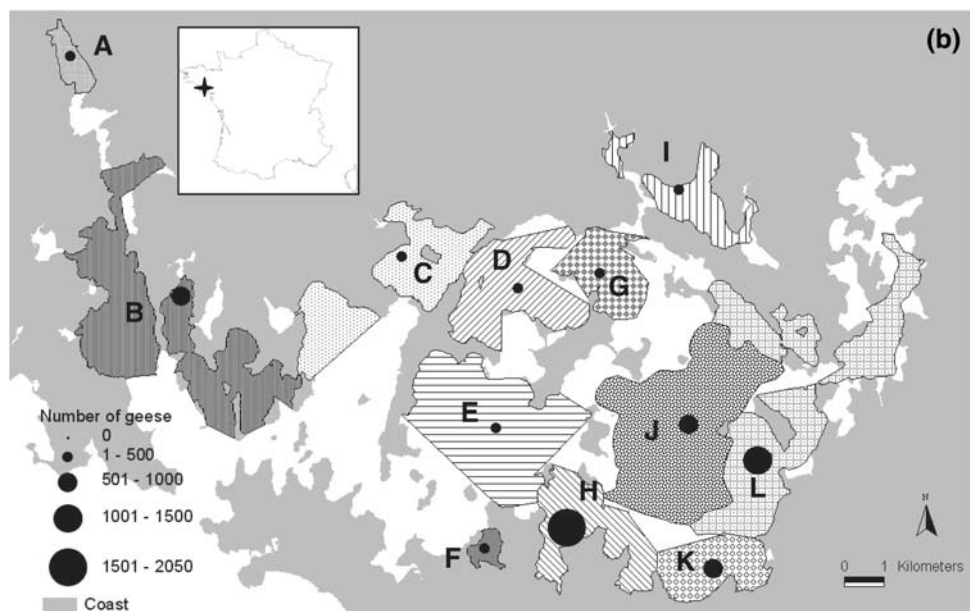 (b)
A
I
C
D
G
B
E
J
H
L
F
K
Number of geese
0
1 - 500
501 - 1000
1001 - 1500
1501 - 2050
Coast
N
0 1 Kilometers